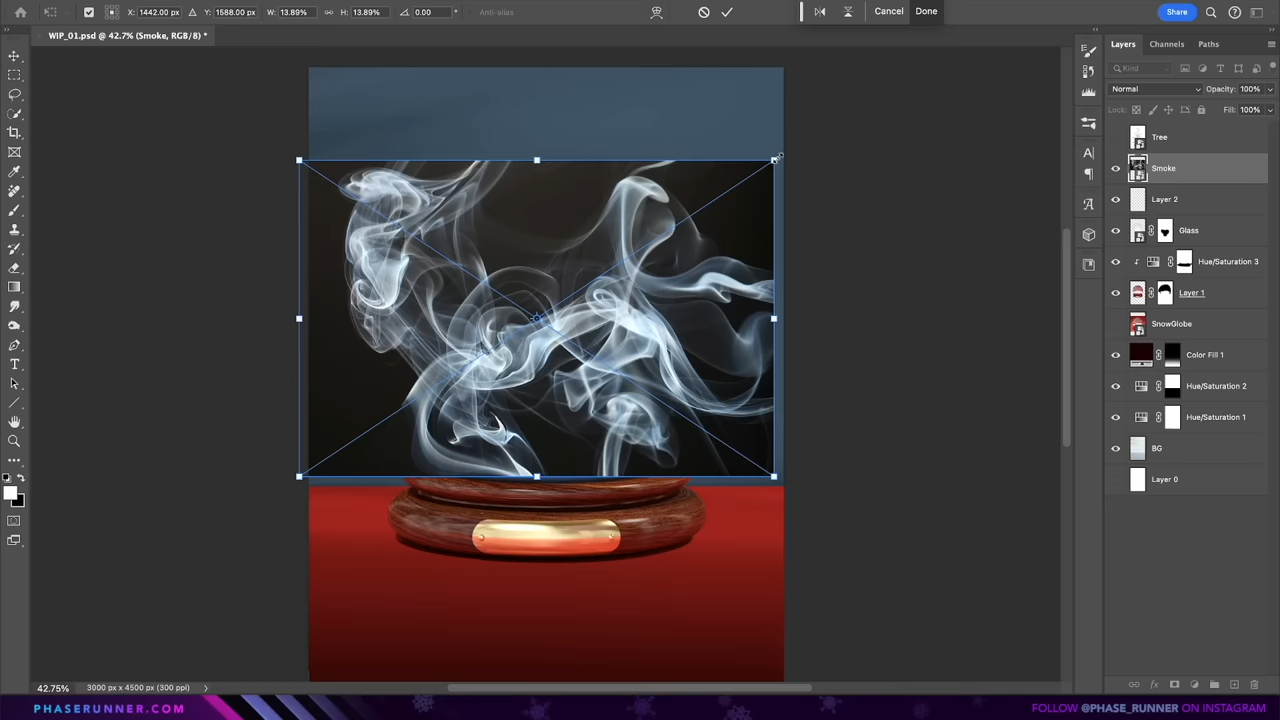 X: 1442.00 px Y: 1588.00 px W: 13.89% H: 13.89% 0.00 ° Anti-alias Cancel Done Share
WIP_01.psd @ 42.7% (Smoke, RGB/8) *
Layers Channels Paths
Kind
Normal Opacity: 100%
Lock: Fill: 100%
Tree
Smoke
Layer 2
Glass
Hue/Saturation 3
Layer 1
SnowGlobe
Color Fill 1
Hue/Saturation 2
Hue/Saturation 1
BG
Layer 0
42.75% 3000 px x 4500 px (300 ppi)
PHASERUNNER.COM
FOLLOW @PHASE_RUNNER ON INSTAGRAM